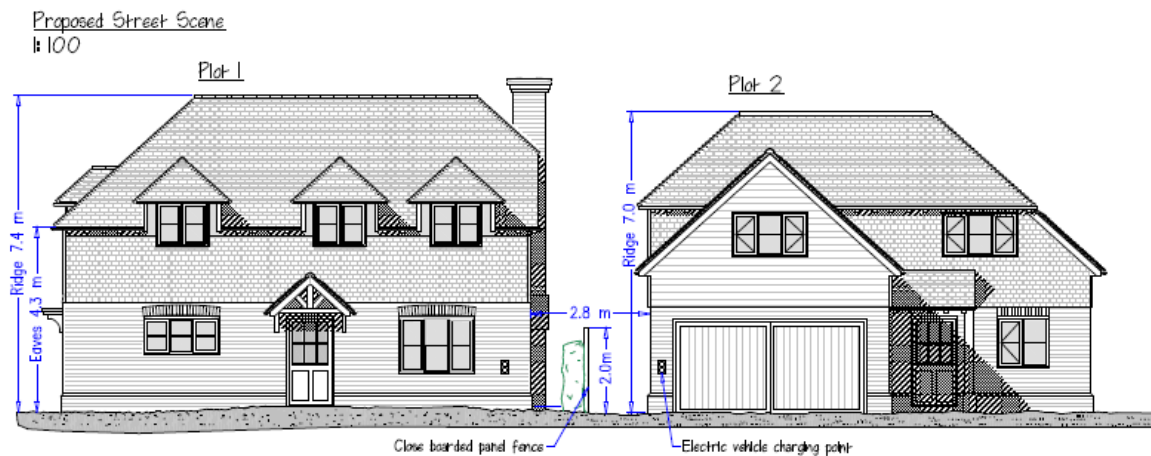 Proposed Street Scene
1:100
Plot 1
Plot 2
Ridge 7.4 m
Eaves 4.3 m
2.8 m
2.0m
Ridge 7.0 m
Close boarded panel fence
Electric vehicle charging point